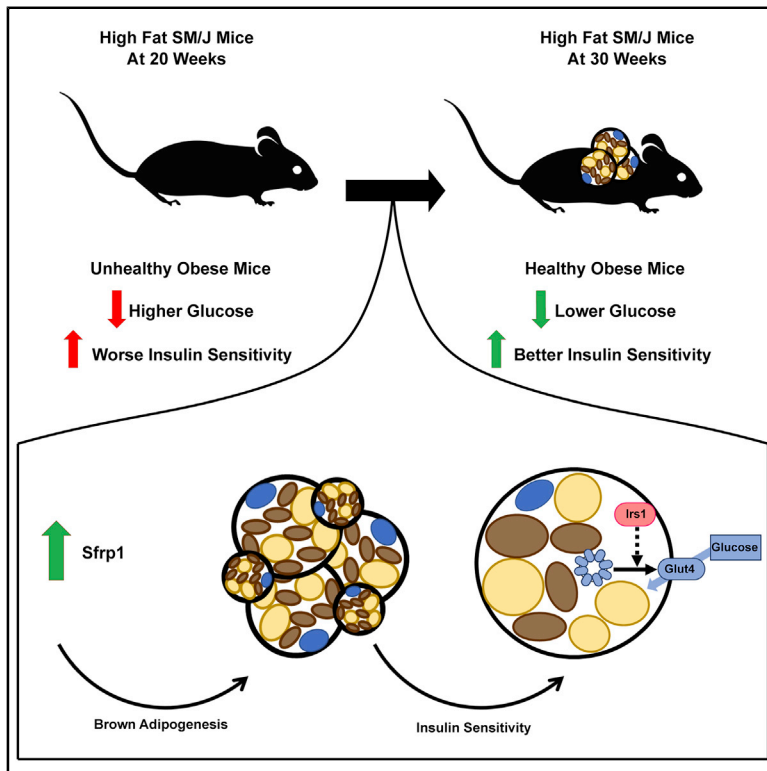 High Fat SM/J Mice
At 20 Weeks
High Fat SM/J Mice
At 30 Weeks
Unhealthy Obese Mice
Higher Glucose
Worse Insulin Sensitivity
Healthy Obese Mice
Lower Glucose
Better Insulin Sensitivity
Sfrp1
Irs1
Glucose
Glut4
Brown Adipogenesis
Insulin Sensitivity